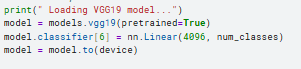 print(" Loading VGG19 model...")
model = models.vgg19(pretrained=True)
model.classifier[6] = nn.Linear(4096, num_classes)
model = model.to(device)